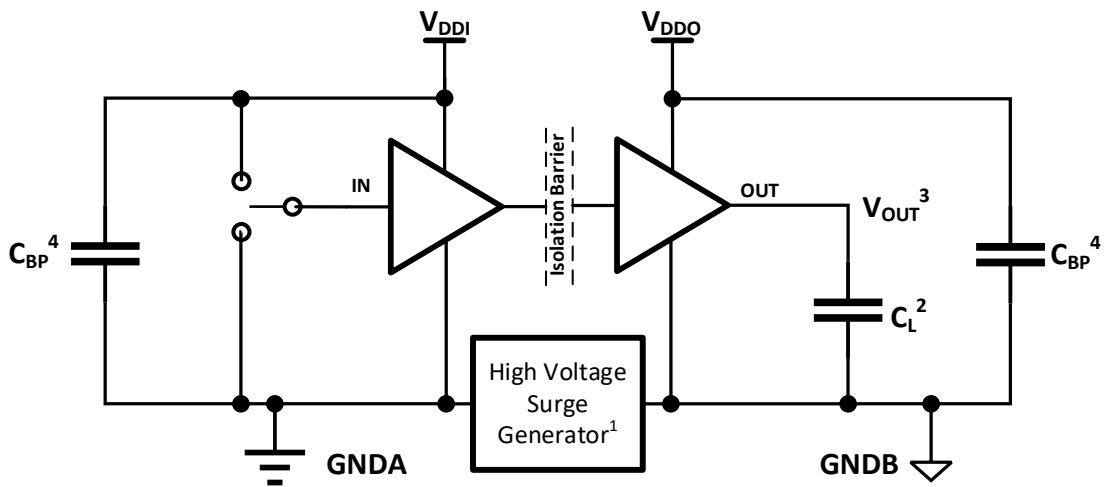 V_DDI
V_DDO
IN
Isolation Barrier
OUT
V_OUT^3
C_BP^4
C_BP^4
C_L^2
High Voltage
Surge
Generator^1
GNDA
GNDB